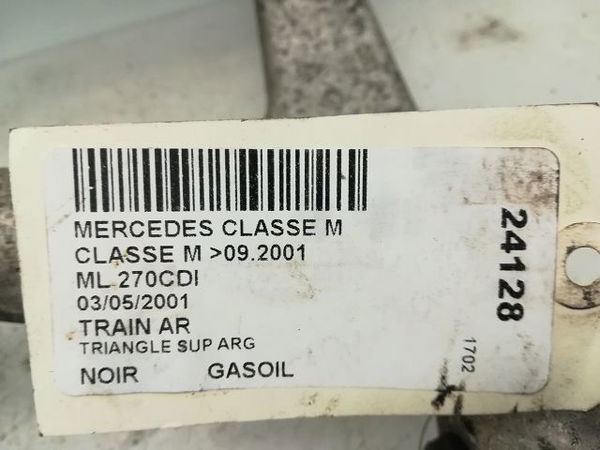 MERCEDES CLASSE M
CLASSE M >09.2001
ML 270CDI
03/05/2001
TRAIN AR
TRIANGLE SUP ARG
NOIR GASOIL
24128
1702